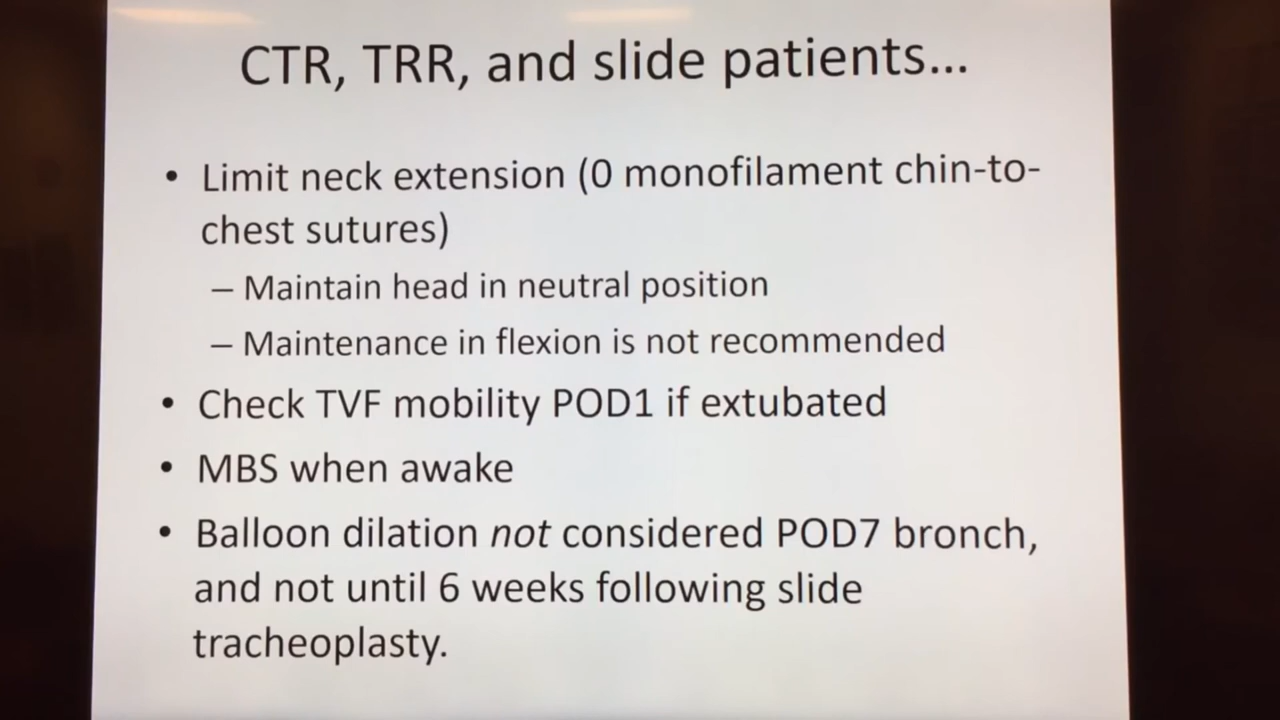 CTR, TRR, and slide patients...
• Limit neck extension (0 monofilament chin-to-
chest sutures)
– Maintain head in neutral position
– Maintenance in flexion is not recommended
• Check TVF mobility POD1 if extubated
• MBS when awake
• Balloon dilation not considered POD7 bronch,
and not until 6 weeks following slide
tracheoplasty.